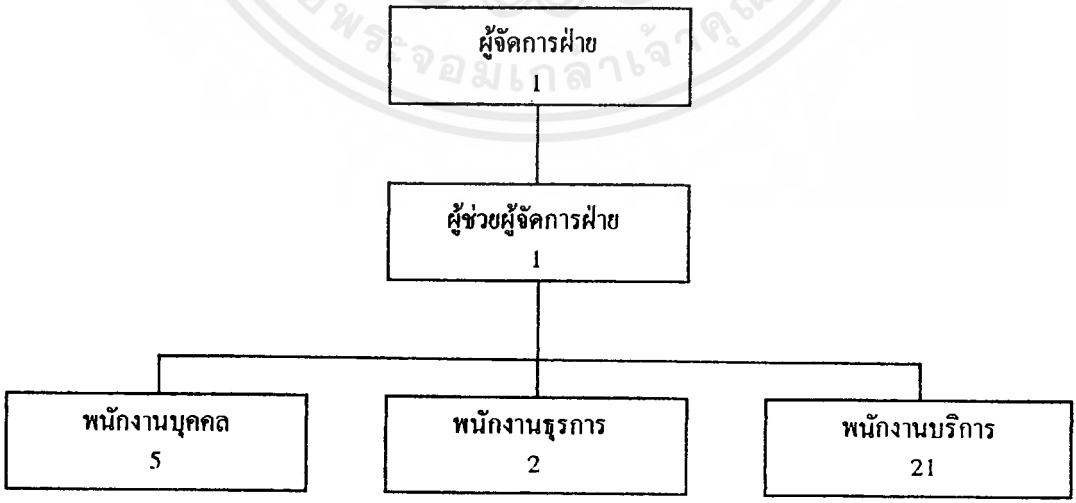 ผู้จัดการฝ่าย
1
ผู้ช่วยผู้จัดการฝ่าย
1
พนักงานบุคคล
5
พนักงานธุรการ
2
พนักงานบริการ
21